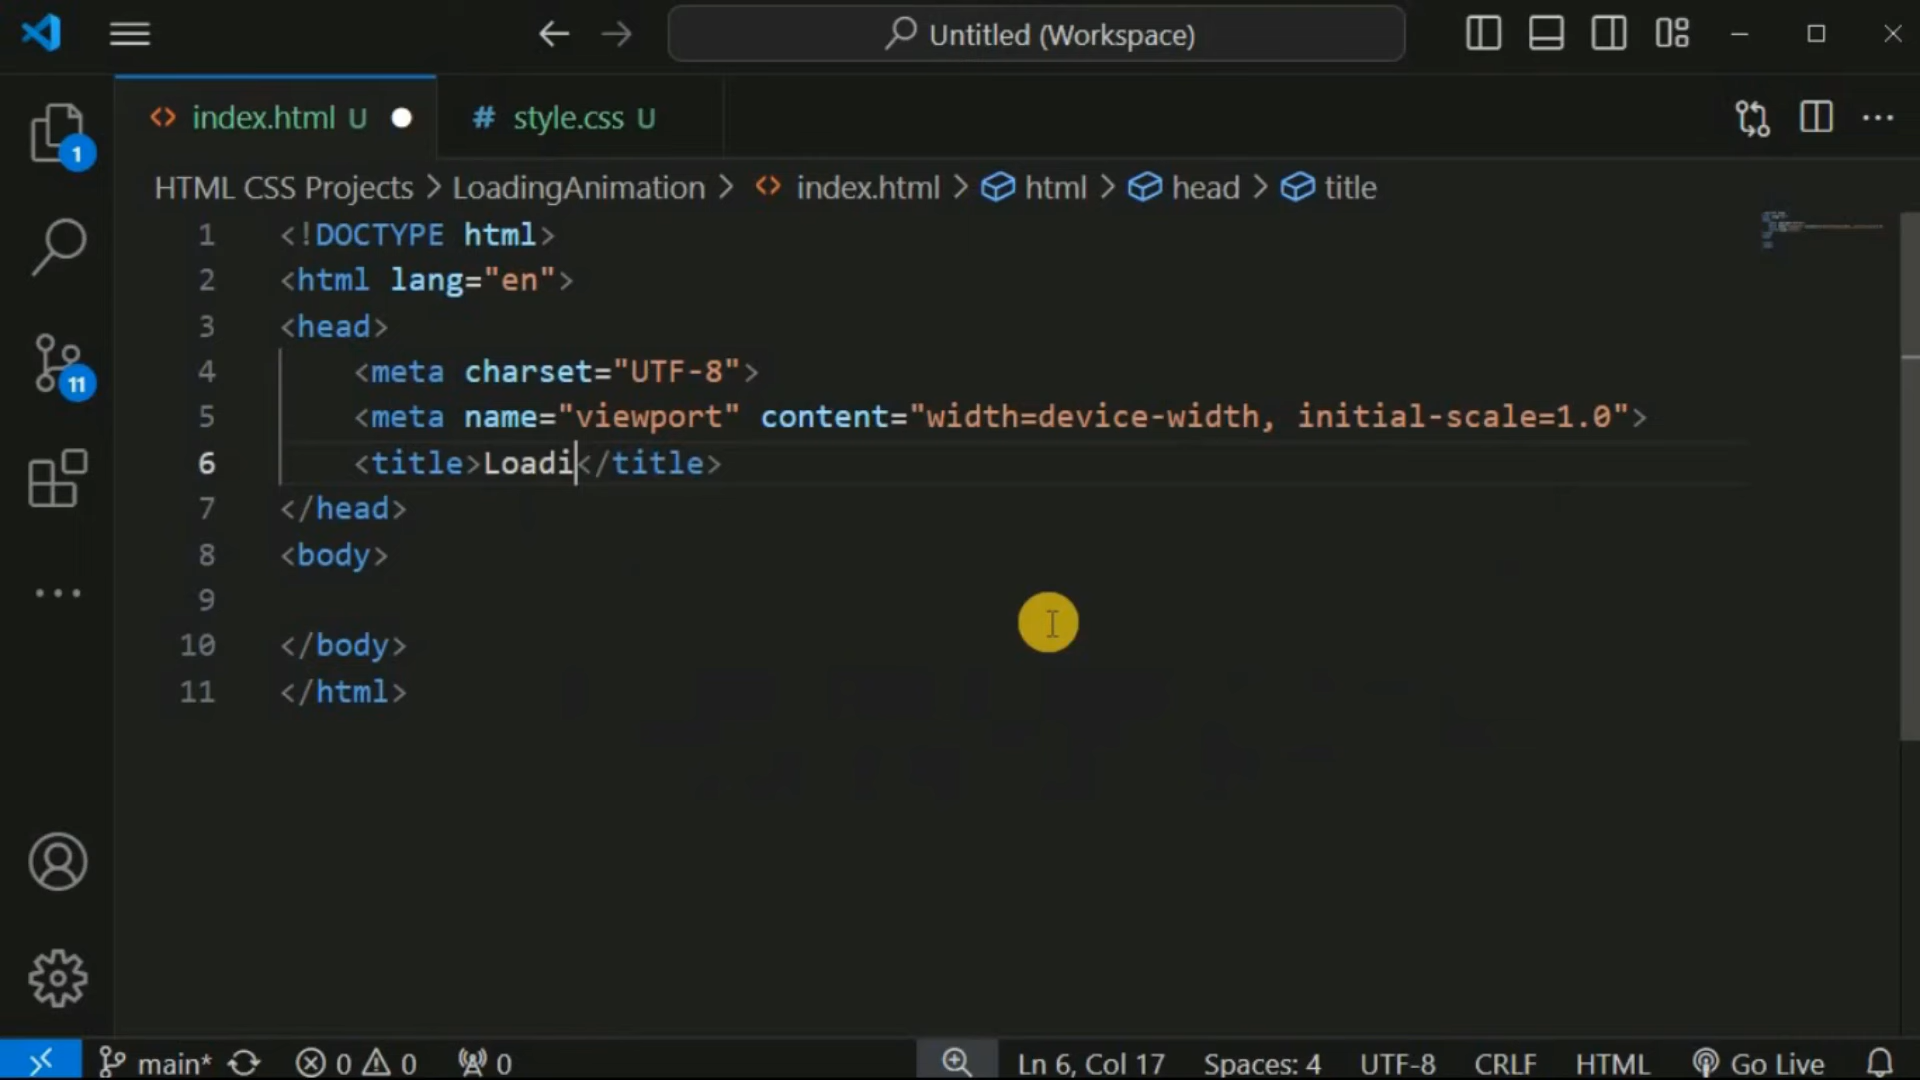 Untitled (Workspace)
index.html U
# style.css U
HTML CSS Projects > LoadingAnimation > index.html > html > head > title
1 <!DOCTYPE html>
2 <html lang="en">
3 <head>
4 <meta charset="UTF-8">
5 <meta name="viewport" content="width=device-width, initial-scale=1.0">
6 <title>Loadi</title>
7 </head>
8 <body>
9
10 </body>
11 </html>
1
11
main* 0 0 0 Ln 6, Col 17 Spaces: 4 UTF-8 CRLF HTML Go Live